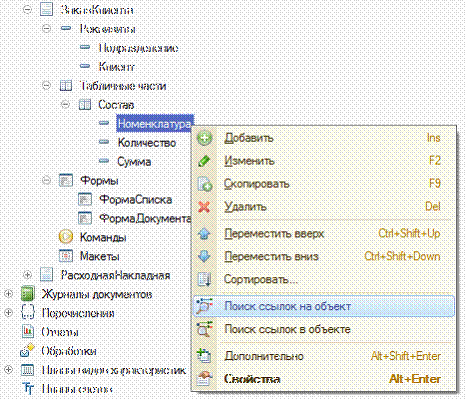 ЗаказКлиента
Реквизиты
Подразделение
Клиент
Табличные части
Состав
Номенклатура
Количество
Сумма
Формы
ФормаСписка
ФормаДокумента
Команды
Макеты
РасходнаяНакладная
Журналы документов
Перечисления
Отчеты
Обработки
Планы видов характеристик
Планы счетов
Добавить Ins
Изменить F2
Скопировать F9
Удалить Del
Переместить вверх Ctrl+Shift+Up
Переместить вниз Ctrl+Shift+Down
Сортировать...
Поиск ссылок на объект
Поиск ссылок в объекте
Дополнительно Alt+Shift+Enter
Свойства Alt+Enter